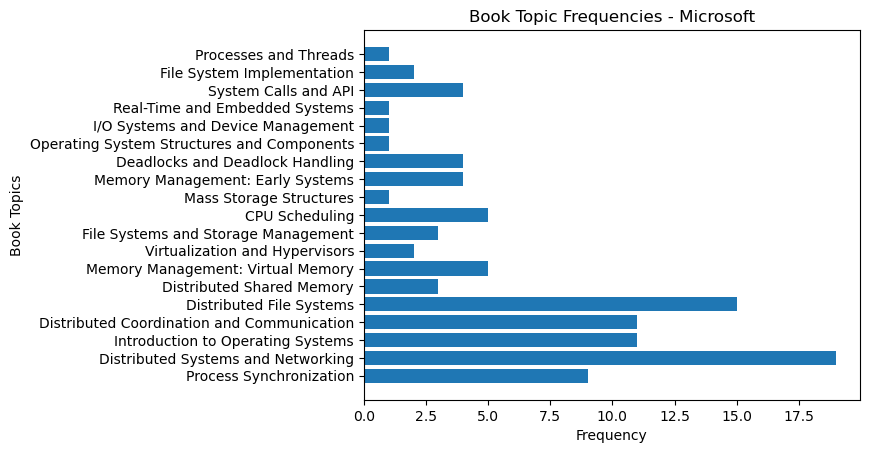 Book Topic Frequencies - Microsoft
Processes and Threads
File System Implementation
System Calls and API
Real-Time and Embedded Systems
I/O Systems and Device Management
Operating System Structures and Components
Deadlocks and Deadlock Handling
Memory Management: Early Systems
Mass Storage Structures
CPU Scheduling
File Systems and Storage Management
Virtualization and Hypervisors
Memory Management: Virtual Memory
Distributed Shared Memory
Distributed File Systems
Distributed Coordination and Communication
Introduction to Operating Systems
Distributed Systems and Networking
Process Synchronization
Book Topics
0.0 2.5 5.0 7.5 10.0 12.5 15.0 17.5
Frequency